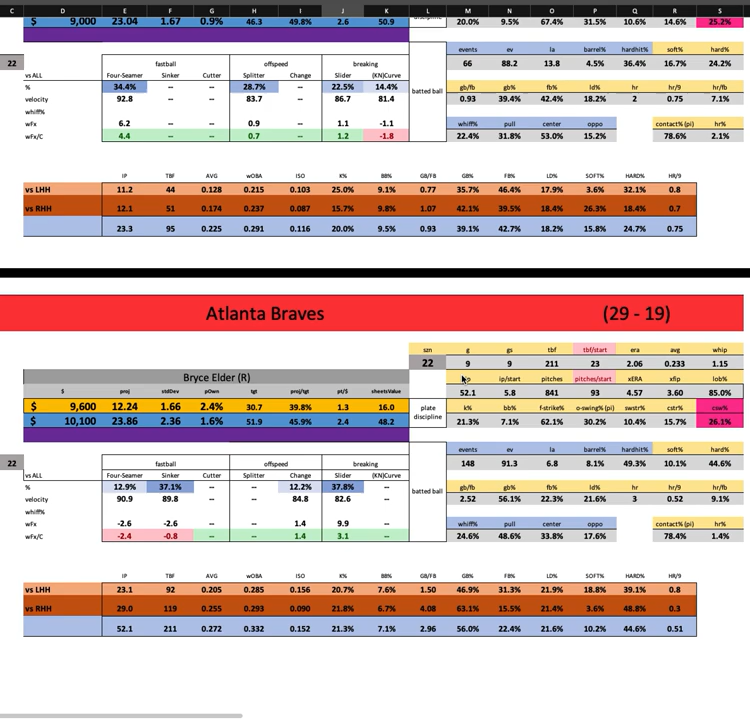 C D E F G H I J K L M N O P Q R S
$ 9,000 23.04 1.67 0.9% 46.3 49.8% 2.6 50.9 20.0% 9.5% 67.4% 31.5% 10.6% 14.6% 25.2%
events ev la barrel% hardhit% soft% hard%
22 fastball offspeed breaking 66 88.2 13.8 4.5% 36.4% 16.7% 24.2%
vs ALL Four-Seamer Sinker Cutter Splitter Change Slider (KN)Curve
% 34.4% -- -- 28.7% -- 22.5% 14.4% batted ball gb/fb gb% fb% ld% hr hr/9 hr/fb
velocity 92.8 -- -- 83.7 -- 86.7 81.4 0.93 39.4% 42.4% 18.2% 2 0.75 7.1%
whiff%
wFx 6.2 -- -- 0.9 -- 1.1 -1.1 whiff% pull center oppo contact% (pi) hr%
wFx/C 4.4 -- -- 0.7 -- 1.2 -1.8 22.4% 31.8% 53.0% 15.2% 78.6% 2.1%
IP TBF AVG wOBA ISO K% BB% GB/FB GB% FB% LD% SOFT% HARD% HR/9
vs LHH 11.2 44 0.128 0.215 0.103 25.0% 9.1% 0.77 35.7% 46.4% 17.9% 3.6% 32.1% 0.8
vs RHH 12.1 51 0.174 0.237 0.087 15.7% 9.8% 1.07 42.1% 39.5% 18.4% 26.3% 18.4% 0.7
23.3 95 0.225 0.291 0.116 20.0% 9.5% 0.93 39.1% 42.7% 18.2% 15.8% 24.7% 0.75
Atlanta Braves (29 - 19)
szn g gs tbf tbf/start era avg whip
22 9 9 211 23 2.06 0.233 1.15
Bryce Elder (R) ip/start pitches pitches/start xERA xfip lob%
$ proj stdDev pOwn tgt proj/tgt pt/$ sheetsValue 52.1 5.8 841 93 4.57 3.60 85.0%
$ 9,600 12.24 1.66 2.4% 30.7 39.8% 1.3 16.0 plate discipline k% bb% f-strike% o-swing% (pi) swstr% cstr% csw%
$ 10,100 23.86 2.36 1.6% 51.9 45.9% 2.4 48.2 21.3% 7.1% 62.1% 30.2% 10.4% 15.7% 26.1%
events ev la barrel% hardhit% soft% hard%
22 fastball offspeed breaking 148 91.3 6.8 8.1% 49.3% 10.1% 44.6%
vs ALL Four-Seamer Sinker Cutter Splitter Change Slider (KN)Curve
% 12.9% 37.1% -- -- 12.2% 37.8% -- batted ball gb/fb gb% fb% ld% hr hr/9 hr/fb
velocity 90.9 89.8 -- -- 84.8 82.6 -- 2.52 56.1% 22.3% 21.6% 3 0.52 9.1%
whiff%
wFx -2.6 -2.6 -- -- 1.4 9.9 -- whiff% pull center oppo contact% (pi) hr%
wFx/C -2.4 -0.8 -- -- 1.4 3.1 -- 24.6% 48.6% 33.8% 17.6% 78.4% 1.4%
IP TBF AVG wOBA ISO K% BB% GB/FB GB% FB% LD% SOFT% HARD% HR/9
vs LHH 23.1 92 0.205 0.285 0.156 20.7% 7.6% 1.50 46.9% 31.3% 21.9% 18.8% 39.1% 0.8
vs RHH 29.0 119 0.255 0.293 0.090 21.8% 6.7% 4.08 63.1% 15.5% 21.4% 3.6% 48.8% 0.3
52.1 211 0.272 0.332 0.152 21.3% 7.1% 2.96 56.0% 22.4% 21.6% 10.2% 44.6% 0.51